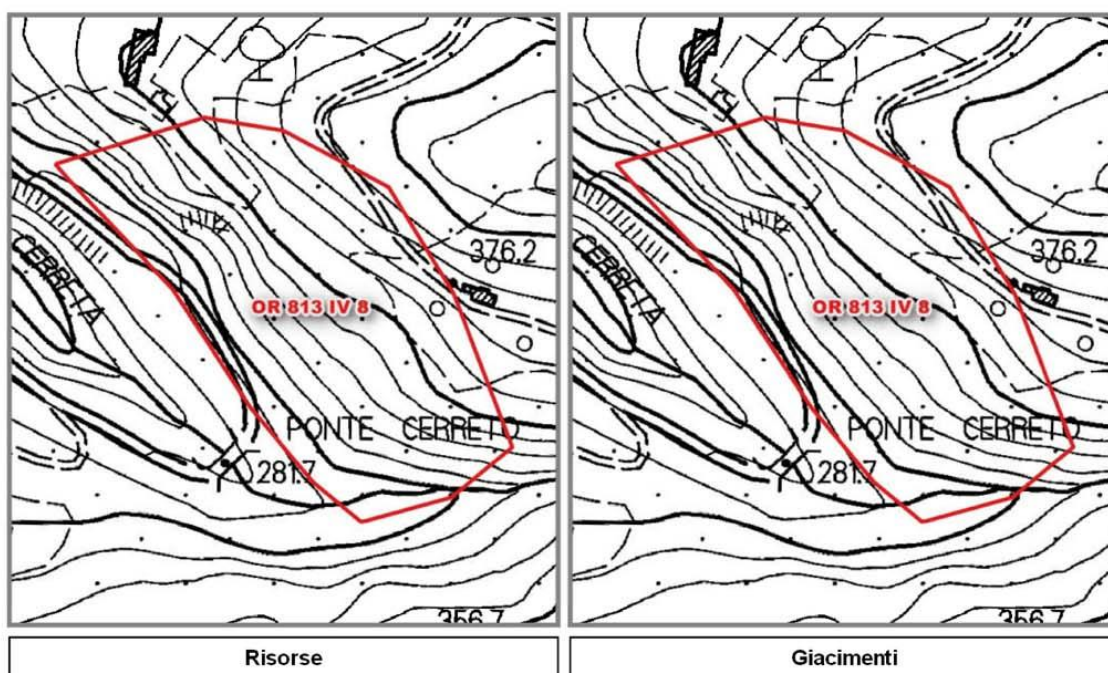 CERRETA
376.2
OR 813 IV 8
PONTE CERRETO
281.7
356.7
Risorse
CERRETA
376.2
OR 813 IV 8
PONTE CERRETO
281.7
356.7
Giacimenti